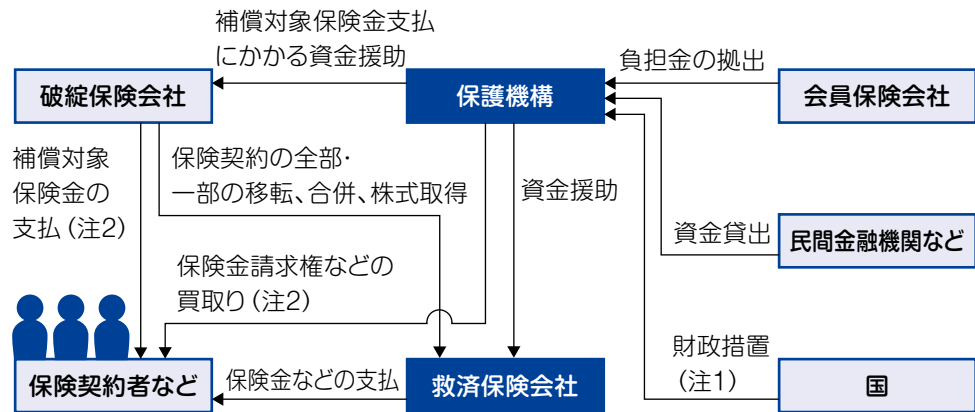 補償対象保険金支払
にかかる資金援助
負担金の拠出
破綻保険会社
保護機構
会員保険会社
補償対象
保険金の
支払(注2)
保険契約の全部・
一部の移転、合併、株式取得
資金援助
資金貸出
民間金融機関など
保険金請求権などの
買取り(注2)
財政措置
(注1)
保険契約者など
保険金などの支払
救済保険会社
国